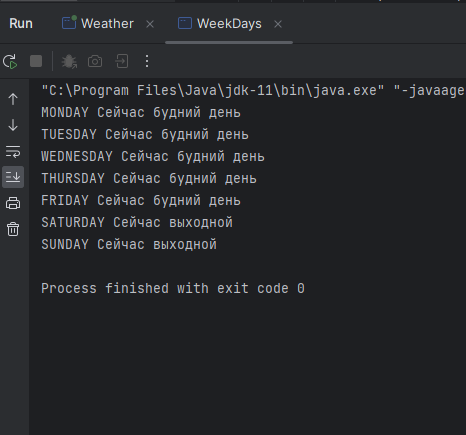 Run Weather WeekDays
"C:\Program Files\Java\jdk-11\bin\java.exe" "-javaage
MONDAY Сейчас будний день
TUESDAY Сейчас будний день
WEDNESDAY Сейчас будний день
THURSDAY Сейчас будний день
FRIDAY Сейчас будний день
SATURDAY Сейчас выходной
SUNDAY Сейчас выходной
Process finished with exit code 0